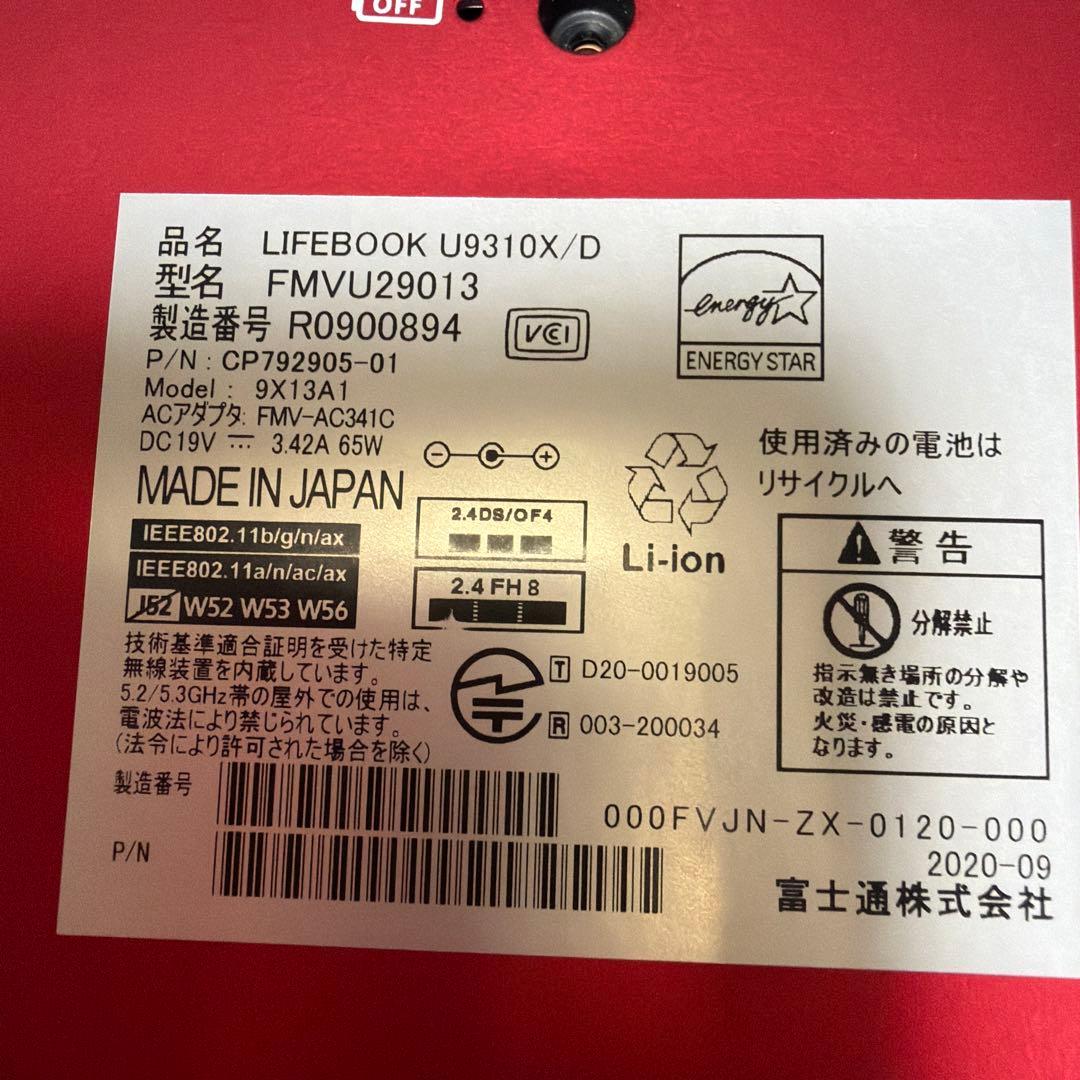 OFF
品名 LIFEBOOK U9310X/D
型名 FMVU29013
製造番号 R0900894
VCCI
P/N : CP792905-01
Model : 9X13A1
ACアダプタ: FMV-AC341C
DC19V ⎓ 3.42A 65W
MADE IN JAPAN
energy
ENERGY STAR
使用済みの電池は
リサイクルへ
Li-ion
IEEE802.11b/g/n/ax
IEEE802.11a/n/ac/ax
J52 W52 W53 W56
2.4DS/OF4
2.4FH8
警告
分解禁止
指示無き場所の分解や
改造は禁止です。
火災・感電の原因と
なります。
技術基準適合証明を受けた特定
無線装置を内蔵しています。
5.2/5.3GHz帯の屋外での使用は、
電波法により禁じられています。
(法令により許可された場合を除く)
T D20-0019005
R 003-200034
製造番号
P/N
000FVJN-ZX-0120-000
2020-09
富士通株式会社